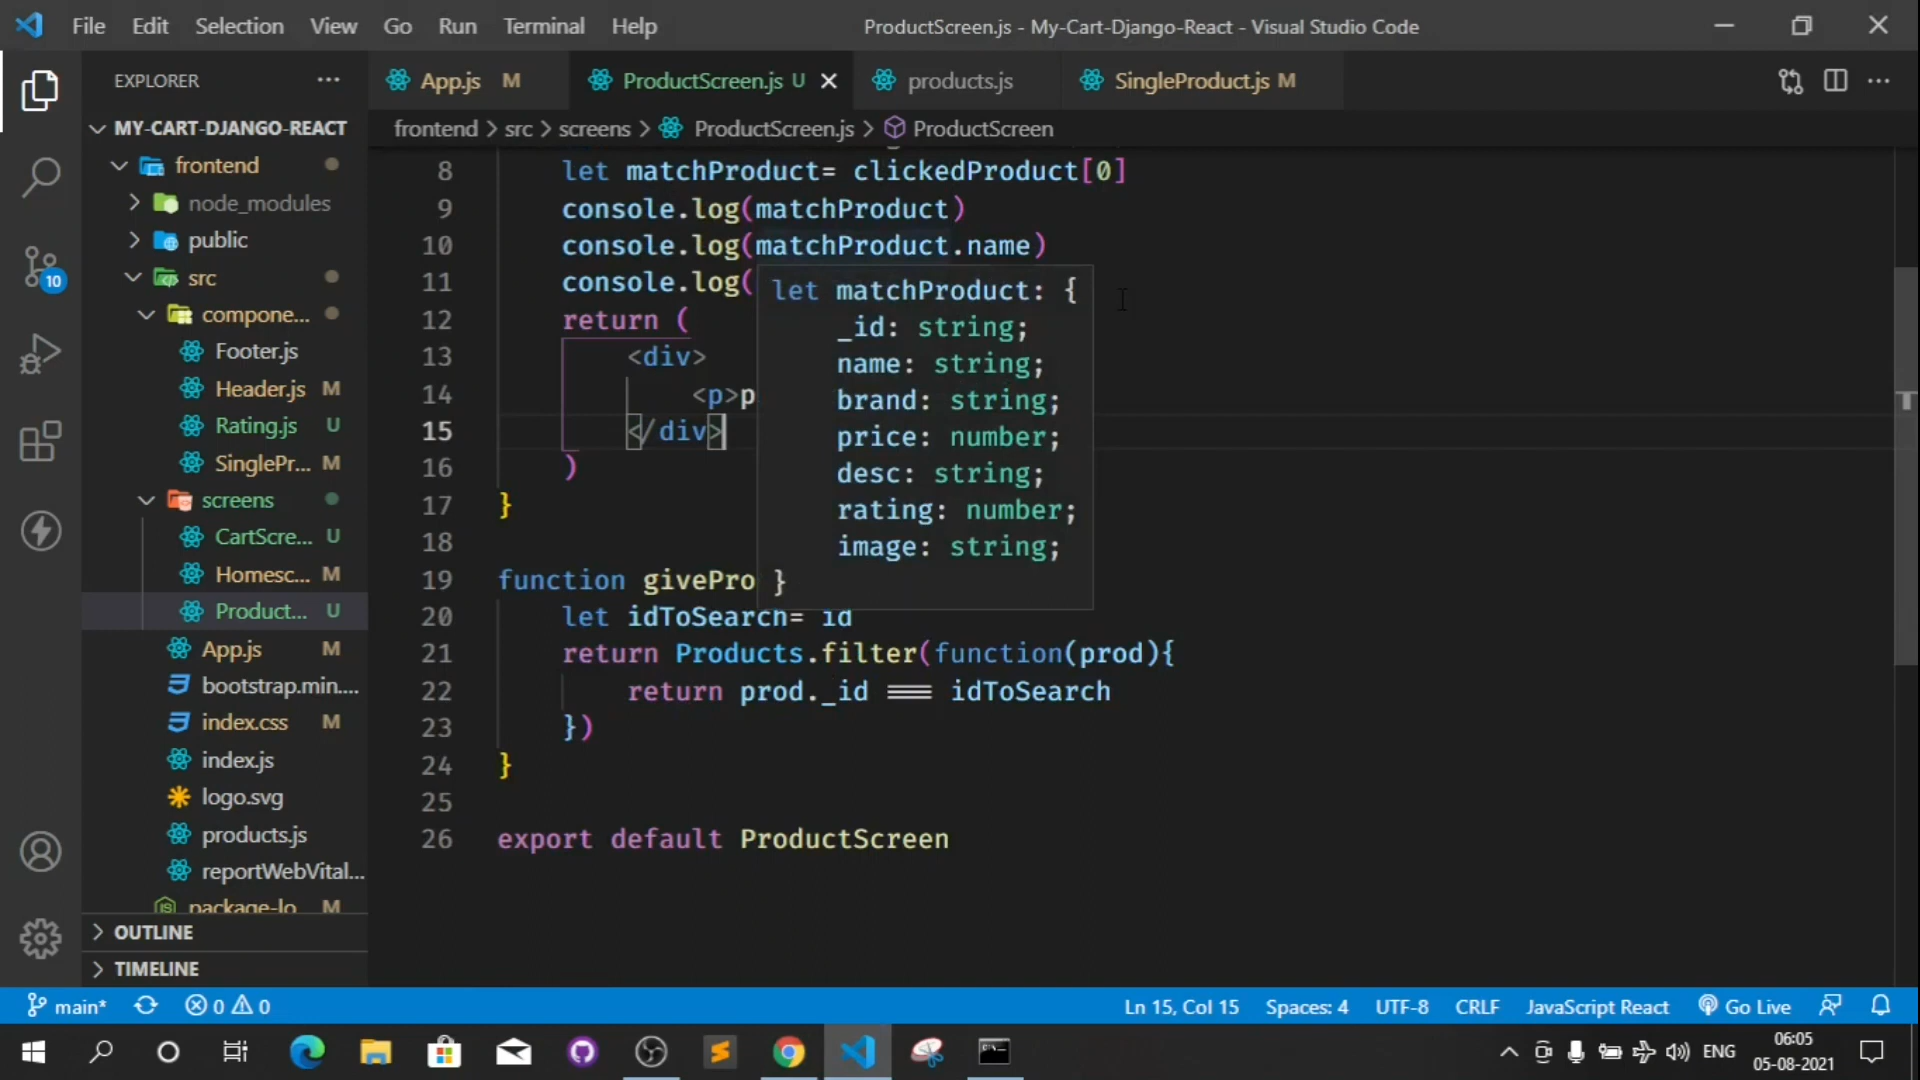 File Edit Selection View Go Run Terminal Help
ProductScreen.js - My-Cart-Django-React - Visual Studio Code
EXPLORER
App.js M
ProductScreen.js U
products.js
SingleProduct.js M
frontend > src > screens > ProductScreen.js > ProductScreen
MY-CART-DJANGO-REACT
frontend
node_modules
public
src
compone...
Footer.js
Header.js M
Rating.js U
SinglePr... M
screens
CartScre... U
Homesc... M
Product... U
App.js M
bootstrap.min....
index.css M
index.js
logo.svg
products.js
reportWebVital...
package-lo M
OUTLINE
TIMELINE
10
8 let matchProduct= clickedProduct[0]
9 console.log(matchProduct)
10 console.log(matchProduct.name)
11 console.log(
12 return (
13 <div>
14 <p>p
15 </div>
16 )
17 }
18
19 function givePro
20 let idToSearch= id
21 return Products.filter(function(prod){
22 return prod._id === idToSearch
23 })
24 }
25
26 export default ProductScreen
let matchProduct: {
_id: string;
name: string;
brand: string;
price: number;
desc: string;
rating: number;
image: string;
}
main* 0 0
Ln 15, Col 15 Spaces: 4 UTF-8 CRLF JavaScript React Go Live
ENG
06:05
05-08-2021